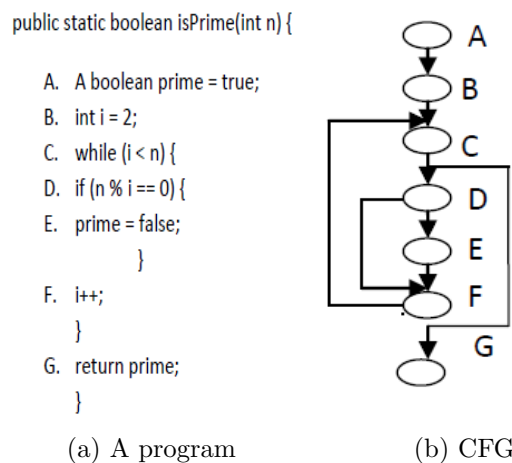 public static boolean isPrime(int n) {
A. A boolean prime = true;
B. int i = 2;
C. while (i < n) {
D. if (n % i == 0) {
E. prime = false;
}
F. i++;
}
G. return prime;
}
(a) A program
A
B
C
D
E
F
G
(b) CFG